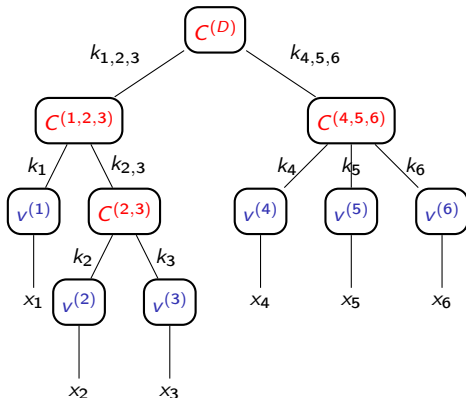 C^(D)
k_1,2,3 k_4,5,6
C^(1,2,3) C^(4,5,6)
k_1 k_2,3 k_4 k_5 k_6
v^(1) C^(2,3) v^(4) v^(5) v^(6)
k_2 k_3
x_1 v^(2) v^(3) x_4 x_5 x_6
x_2 x_3